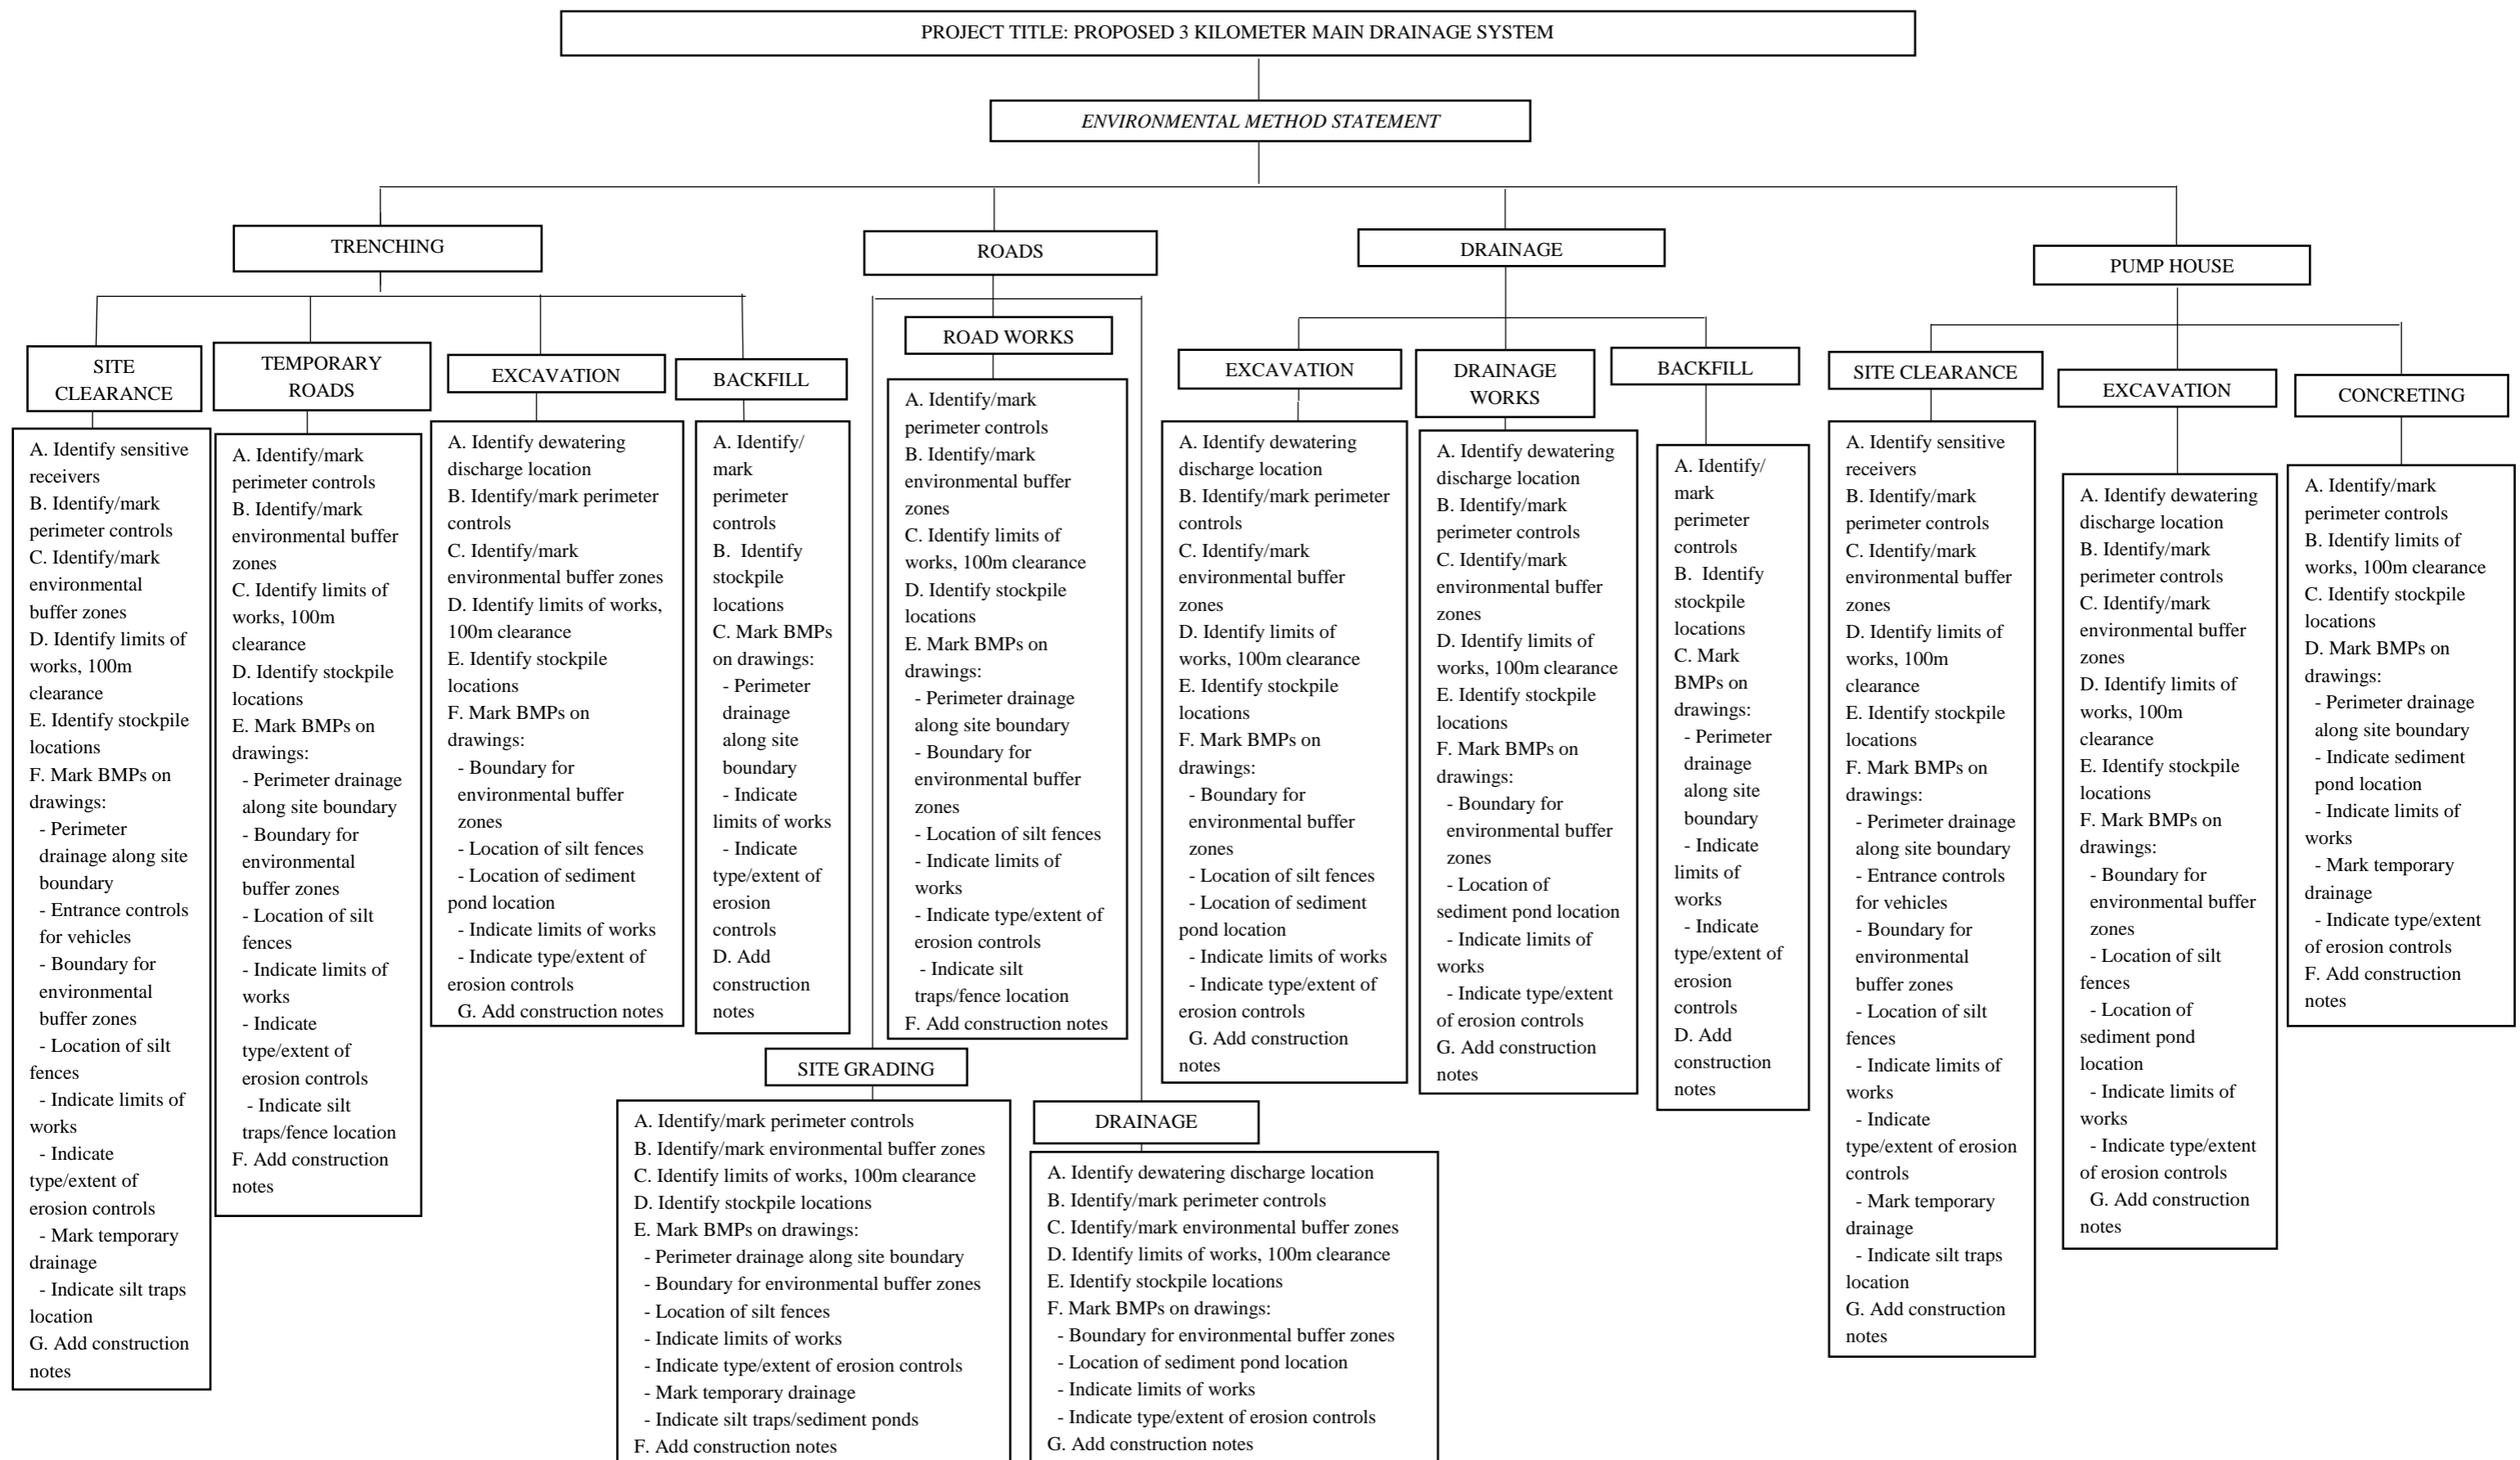 PROJECT TITLE: PROPOSED 3 KILOMETER MAIN DRAINAGE SYSTEM
ENVIRONMENTAL METHOD STATEMENT
TRENCHING
SITE
CLEARANCE
A. Identify sensitive
receivers
B. Identify/mark
perimeter controls
C. Identify/mark
environmental
buffer zones
D. Identify limits of
works, 100m
clearance
E. Identify stockpile
locations
F. Mark BMPs on
drawings:
- Perimeter
drainage along site
boundary
- Entrance controls
for vehicles
- Boundary for
environmental
buffer zones
- Location of silt
fences
- Indicate limits of
works
- Indicate
type/extent of
erosion controls
- Mark temporary
drainage
- Indicate silt traps
location
G. Add construction
notes
TEMPORARY
ROADS
A. Identify/mark
perimeter controls
B. Identify/mark
environmental buffer
zones
C. Identify limits of
works, 100m
clearance
D. Identify stockpile
locations
E. Mark BMPs on
drawings:
- Perimeter drainage
along site boundary
- Boundary for
environmental
buffer zones
- Location of silt
fences
- Indicate limits of
works
- Indicate
type/extent of
erosion controls
- Indicate silt
traps/fence location
F. Add construction
notes
EXCAVATION
A. Identify dewatering
discharge location
B. Identify/mark perimeter
controls
C. Identify/mark
environmental buffer zones
D. Identify limits of works,
100m clearance
E. Identify stockpile
locations
F. Mark BMPs on
drawings:
- Boundary for
environmental buffer
zones
- Location of silt fences
- Location of sediment
pond location
- Indicate limits of works
- Indicate type/extent of
erosion controls
G. Add construction notes
BACKFILL
A. Identify/
mark
perimeter
controls
B. Identify
stockpile
locations
C. Mark BMPs
on drawings:
- Perimeter
drainage
along site
boundary
- Indicate
limits of works
- Indicate
type/extent of
erosion
controls
D. Add
construction
notes
ROADS
ROAD WORKS
A. Identify/mark
perimeter controls
B. Identify/mark
environmental buffer
zones
C. Identify limits of
works, 100m clearance
D. Identify stockpile
locations
E. Mark BMPs on
drawings:
- Perimeter drainage
along site boundary
- Boundary for
environmental buffer
zones
- Location of silt fences
- Indicate limits of
works
- Indicate type/extent of
erosion controls
- Indicate silt
traps/fence location
F. Add construction notes
SITE GRADING
A. Identify/mark perimeter controls
B. Identify/mark environmental buffer zones
C. Identify limits of works, 100m clearance
D. Identify stockpile locations
E. Mark BMPs on drawings:
- Perimeter drainage along site boundary
- Boundary for environmental buffer zones
- Location of silt fences
- Indicate limits of works
- Indicate type/extent of erosion controls
- Mark temporary drainage
- Indicate silt traps/sediment ponds
F. Add construction notes
DRAINAGE
A. Identify dewatering discharge location
B. Identify/mark perimeter controls
C. Identify/mark environmental buffer zones
D. Identify limits of works, 100m clearance
E. Identify stockpile locations
F. Mark BMPs on drawings:
- Boundary for environmental buffer zones
- Location of sediment pond location
- Indicate limits of works
- Indicate type/extent of erosion controls
G. Add construction notes
DRAINAGE
EXCAVATION
A. Identify dewatering
discharge location
B. Identify/mark perimeter
controls
C. Identify/mark
environmental buffer
zones
D. Identify limits of
works, 100m clearance
E. Identify stockpile
locations
F. Mark BMPs on
drawings:
- Boundary for
environmental buffer
zones
- Location of silt fences
- Location of sediment
pond location
- Indicate limits of works
- Indicate type/extent of
erosion controls
G. Add construction
notes
DRAINAGE
WORKS
A. Identify dewatering
discharge location
B. Identify/mark
perimeter controls
C. Identify/mark
environmental buffer
zones
D. Identify limits of
works, 100m clearance
E. Identify stockpile
locations
F. Mark BMPs on
drawings:
- Boundary for
environmental buffer
zones
- Location of
sediment pond location
- Indicate limits of
works
- Indicate type/extent
of erosion controls
G. Add construction
notes
BACKFILL
A. Identify/
mark
perimeter
controls
B. Identify
stockpile
locations
C. Mark
BMPs on
drawings:
- Perimeter
drainage
along site
boundary
- Indicate
limits of
works
- Indicate
type/extent of
erosion
controls
D. Add
construction
notes
PUMP HOUSE
SITE CLEARANCE
A. Identify sensitive
receivers
B. Identify/mark
perimeter controls
C. Identify/mark
environmental buffer
zones
D. Identify limits of
works, 100m
clearance
E. Identify stockpile
locations
F. Mark BMPs on
drawings:
- Perimeter drainage
along site boundary
- Entrance controls
for vehicles
- Boundary for
environmental
buffer zones
- Location of silt
fences
- Indicate limits of
works
- Indicate
type/extent of erosion
controls
- Mark temporary
drainage
- Indicate silt traps
location
G. Add construction
notes
EXCAVATION
A. Identify dewatering
discharge location
B. Identify/mark
perimeter controls
C. Identify/mark
environmental buffer
zones
D. Identify limits of
works, 100m
clearance
E. Identify stockpile
locations
F. Mark BMPs on
drawings:
- Boundary for
environmental buffer
zones
- Location of silt
fences
- Location of
sediment pond
location
- Indicate limits of
works
- Indicate type/extent
of erosion controls
G. Add construction
notes
CONCRETING
A. Identify/mark
perimeter controls
B. Identify limits of
works, 100m clearance
C. Identify stockpile
locations
D. Mark BMPs on
drawings:
- Perimeter drainage
along site boundary
- Indicate sediment
pond location
- Indicate limits of
works
- Mark temporary
drainage
- Indicate type/extent
of erosion controls
F. Add construction
notes